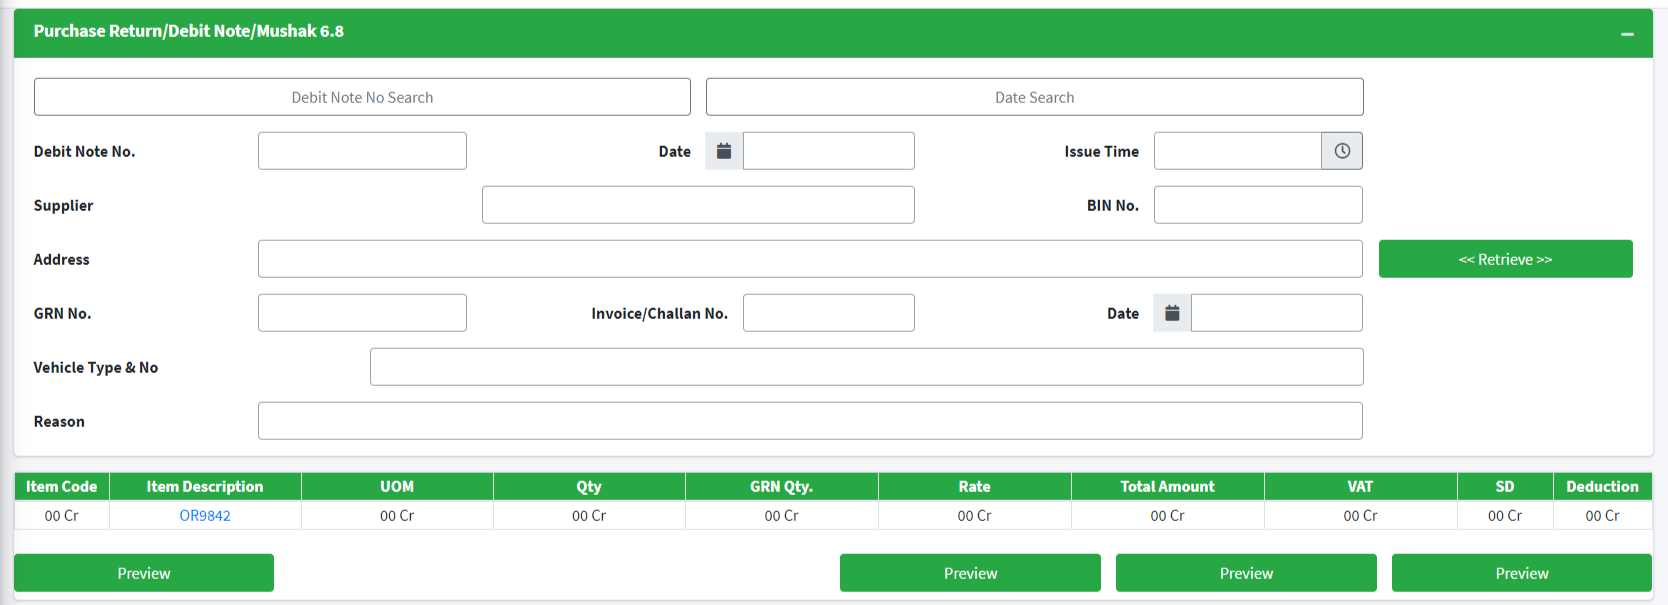 Purchase Return/Debit Note/Mushak 6.8
Debit Note No Search Date Search
Debit Note No. Date Issue Time
Supplier BIN No.
Address << Retrieve >>
GRN No. Invoice/Challan No. Date
Vehicle Type & No
Reason
Item Code Item Description UOM Qty GRN Qty. Rate Total Amount VAT SD Deduction
00 Cr OR9842 00 Cr 00 Cr 00 Cr 00 Cr 00 Cr 00 Cr 00 Cr 00 Cr
Preview Preview Preview Preview